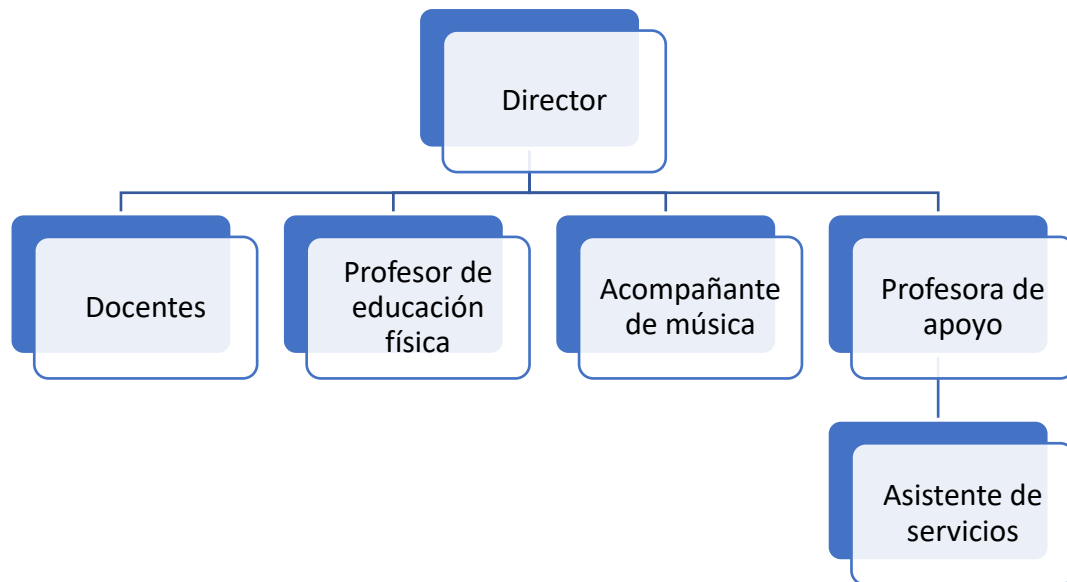 Director
Docentes
Profesor de
educación
física
Acompañante
de música
Profesora de
apoyo
Asistente de
servicios